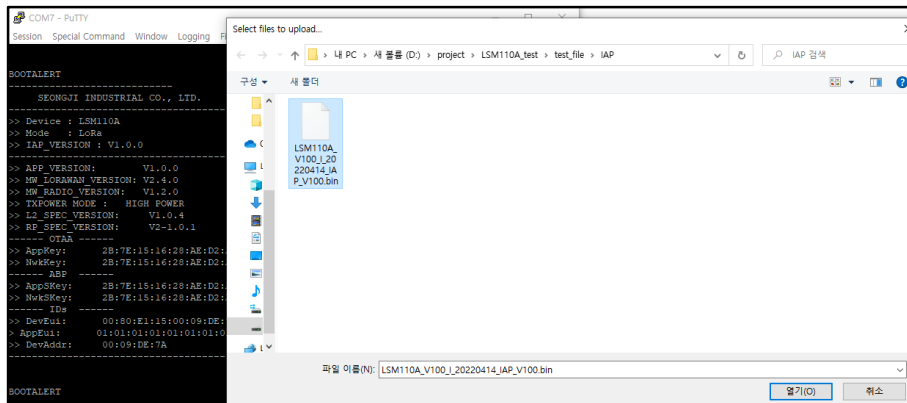 COM7 - PuTTY
Session Special Command Window Logging
BOOTALERT
----------------------------
SEONGJI INDUSTRIAL CO., LTD.
>> Device : LSM110A
>> Mode : LoRa
>> IAP_VERSION : V1.0.0
>> APP_VERSION: V1.0.0
>> MW_LORAWAN_VERSION: V2.4.0
>> MW_RADIO_VERSION: V1.2.0
>> TXPOWER MODE : HIGH POWER
>> L2_SPEC_VERSION: V1.0.4
>> RP_SPEC_VERSION: V2-1.0.1
------ OTAA ------
>> AppKey: 2B:7E:15:16:28:AE:D2:
>> NwkKey: 2B:7E:15:16:28:AE:D2:
------ ABP ------
>> AppSKey: 2B:7E:15:16:28:AE:D2:
>> NwkSKey: 2B:7E:15:16:28:AE:D2:
------ IDs ------
>> DevEui: 00:80:E1:15:00:09:DE:
> AppEui: 01:01:01:01:01:01:01:0
>> DevAddr: 00:09:DE:7A
BOOTALERT
Select files to upload...
내 PC > 새 볼륨 (D:) > project > LSM110A_test > test_file > IAP
IAP 검색
구성 새 폴더
LSM110A_
V100_I_20
220414_IA
P_V100.bin
파일 이름(N): LSM110A_V100_I_20220414_IAP_V100.bin
열기(O) 취소